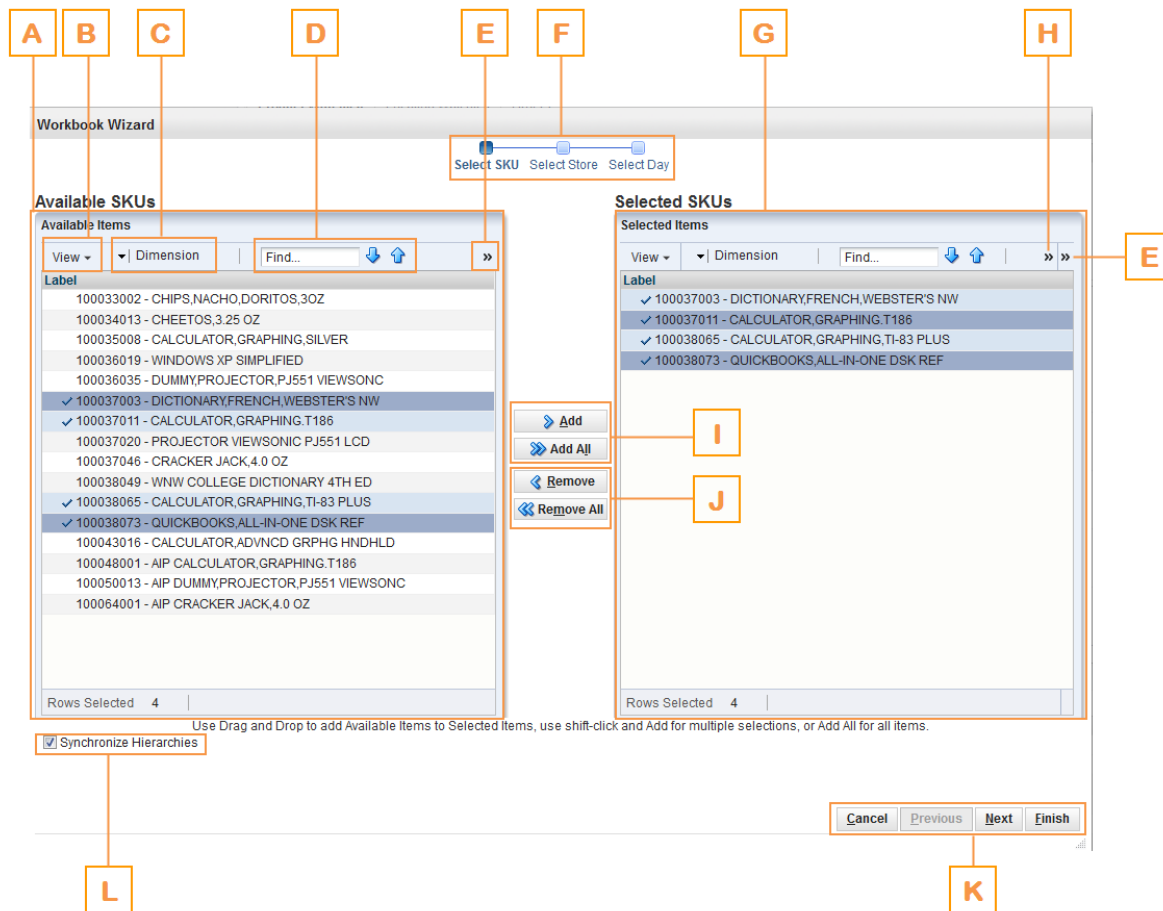 A B C D E F G H
Workbook Wizard
Select SKU Select Store Select Day
Available SKUs
Available Items
View Dimension Find... »
Label
100033002 - CHIPS,NACHO,DORITOS,3OZ
100034013 - CHEETOS,3.25 OZ
100035008 - CALCULATOR,GRAPHING,SILVER
100036019 - WINDOWS XP SIMPLIFIED
100036035 - DUMMY,PROJECTOR,PJ551 VIEWSONC
100037003 - DICTIONARY,FRENCH,WEBSTER'S NW
100037011 - CALCULATOR,GRAPHING.T186
100037020 - PROJECTOR VIEWSONIC PJ551 LCD
100037046 - CRACKER JACK,4.0 OZ
100038049 - WNW COLLEGE DICTIONARY 4TH ED
100038065 - CALCULATOR,GRAPHING,TI-83 PLUS
100038073 - QUICKBOOKS,ALL-IN-ONE DSK REF
100043016 - CALCULATOR,ADVNCD GRPHG HNDHLD
100048001 - AIP CALCULATOR,GRAPHING.T186
100050013 - AIP DUMMY,PROJECTOR,PJ551 VIEWSONC
100064001 - AIP CRACKER JACK,4.0 OZ
Rows Selected 4
Add
Add All
I
Remove
Remove All
J
Selected SKUs
Selected Items
View Dimension Find... » »
E
Label
100037003 - DICTIONARY,FRENCH,WEBSTER'S NW
100037011 - CALCULATOR,GRAPHING.T186
100038065 - CALCULATOR,GRAPHING,TI-83 PLUS
100038073 - QUICKBOOKS,ALL-IN-ONE DSK REF
Rows Selected 4
Use Drag and Drop to add Available Items to Selected Items, use shift-click and Add for multiple selections, or Add All for all items.
Synchronize Hierarchies
Cancel Previous Next Finish
L K